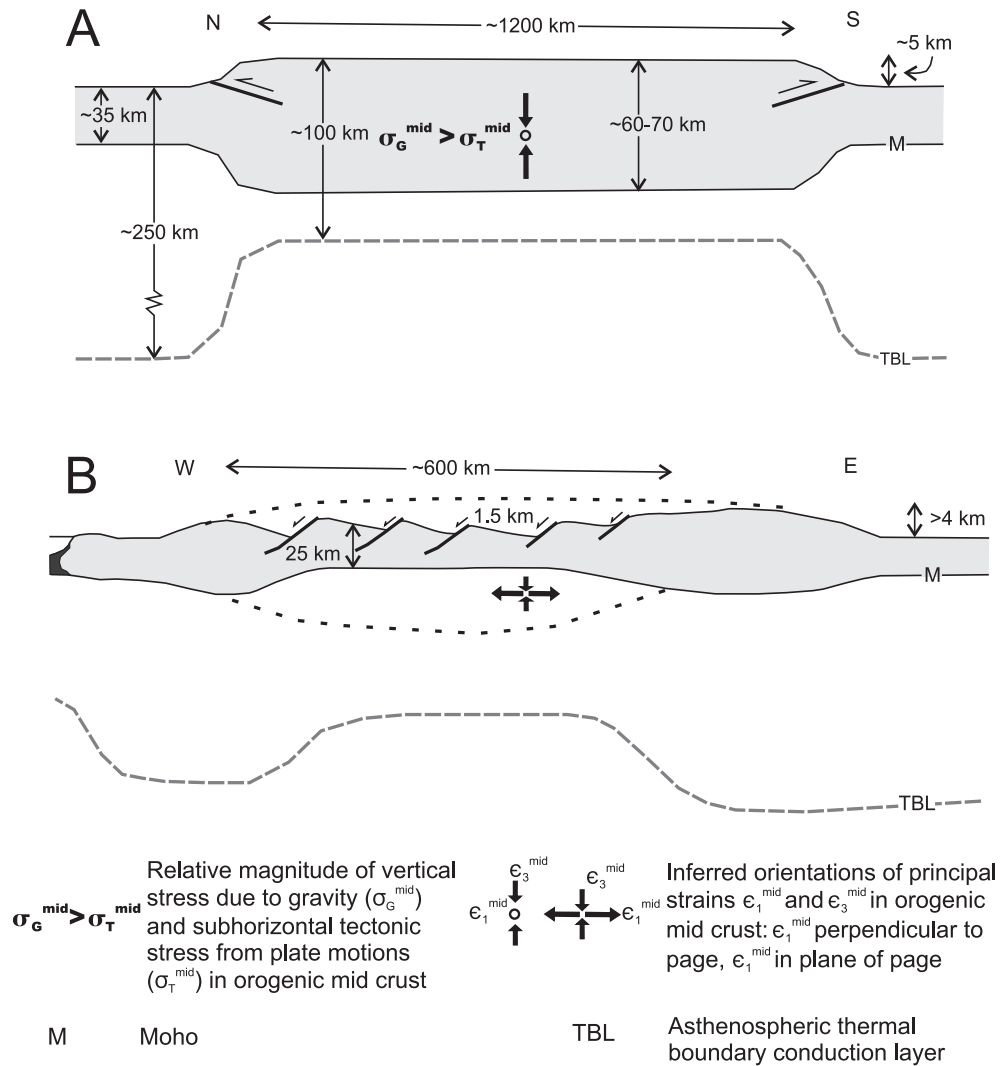 A
N
~1200 km
S
~5 km
~35 km
~100 km
σG^mid > σT^mid
~60-70 km
M
~250 km
TBL
B
W
~600 km
E
1.5 km
>4 km
25 km
M
TBL
σG^mid>σT^mid
Relative magnitude of vertical
stress due to gravity (σG^mid)
and subhorizontal tectonic
stress from plate motions
(σT^mid) in orogenic mid crust
ϵ3^mid
ϵ1^mid
ϵ3^mid
ϵ1^mid
Inferred orientations of principal
strains ϵ1^mid and ϵ3^mid in orogenic
mid crust: ϵ1^mid perpendicular to
page, ϵ1^mid in plane of page
M Moho
TBL Asthenospheric thermal
boundary conduction layer